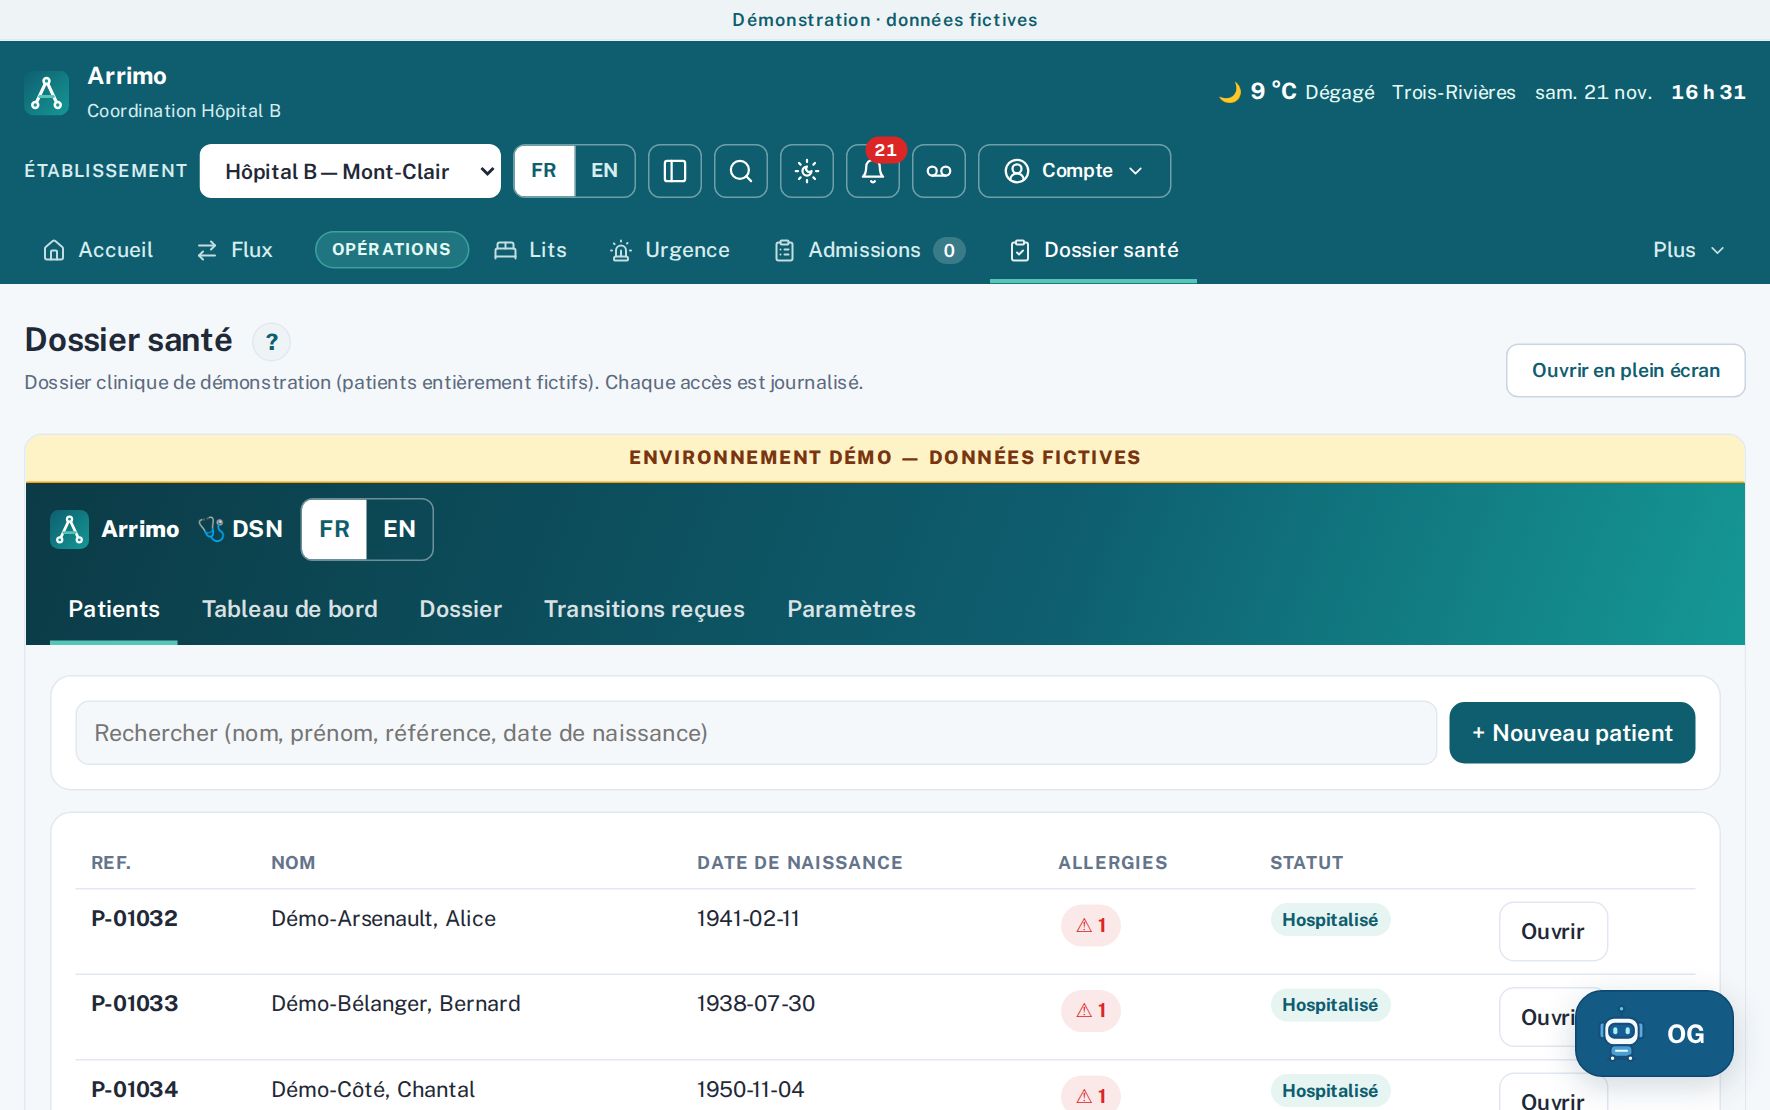 Démonstration · données fictives
Arrimo
Coordination Hôpital B
9 °C Dégagé Trois-Rivières sam. 21 nov. 16 h 31
ÉTABLISSEMENT Hôpital B — Mont-Clair FR EN 21 Compte
Accueil Flux OPÉRATIONS Lits Urgence Admissions 0 Dossier santé Plus
Dossier santé ?
Dossier clinique de démonstration (patients entièrement fictifs). Chaque accès est journalisé.
Ouvrir en plein écran
ENVIRONNEMENT DÉMO — DONNÉES FICTIVES
Arrimo DSN FR EN
Patients Tableau de bord Dossier Transitions reçues Paramètres
Rechercher (nom, prénom, référence, date de naissance) + Nouveau patient
REF. NOM DATE DE NAISSANCE ALLERGIES STATUT
P-01032 Démo-Arsenault, Alice 1941-02-11 ⚠ 1 Hospitalisé Ouvrir
P-01033 Démo-Bélanger, Bernard 1938-07-30 ⚠ 1 Hospitalisé Ouvri
OG
P-01034 Démo-Côté, Chantal 1950-11-04 ⚠ 1 Hospitalisé Ouvrir